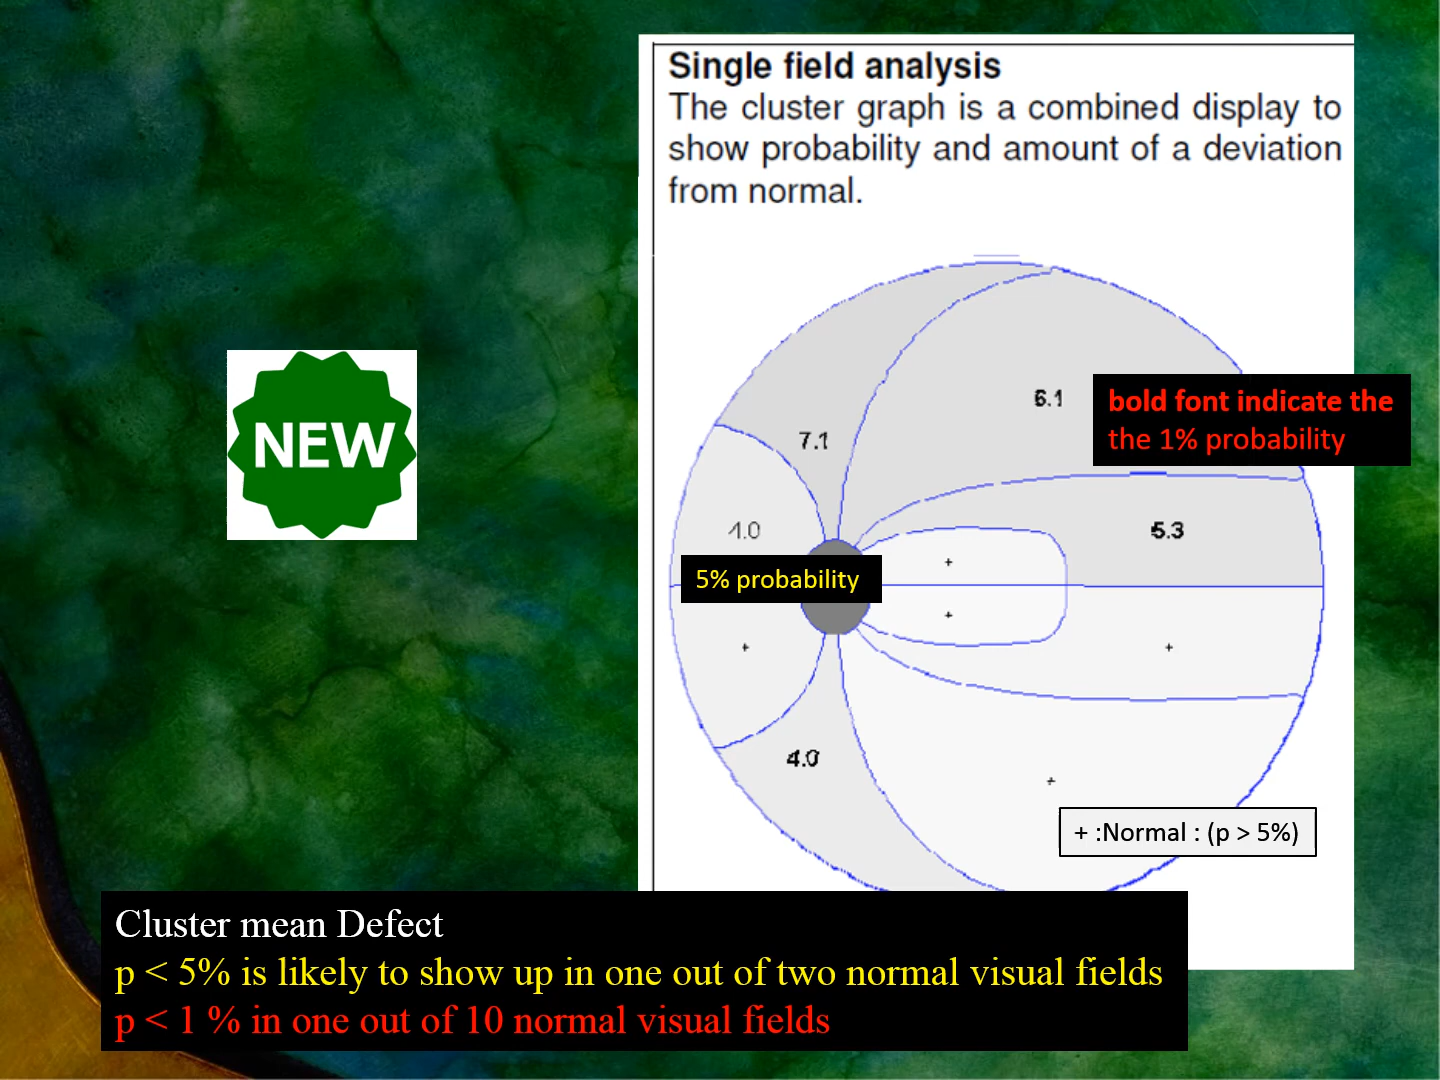 Single field analysis
The cluster graph is a combined display to
show probability and amount of a deviation
from normal.
NEW
6.1
bold font indicate the
the 1% probability
7.1
4.0
5.3
5% probability
+
+
+
+
4.0
+
+ :Normal : (p > 5%)
Cluster mean Defect
p < 5% is likely to show up in one out of two normal visual fields
p < 1 % in one out of 10 normal visual fields